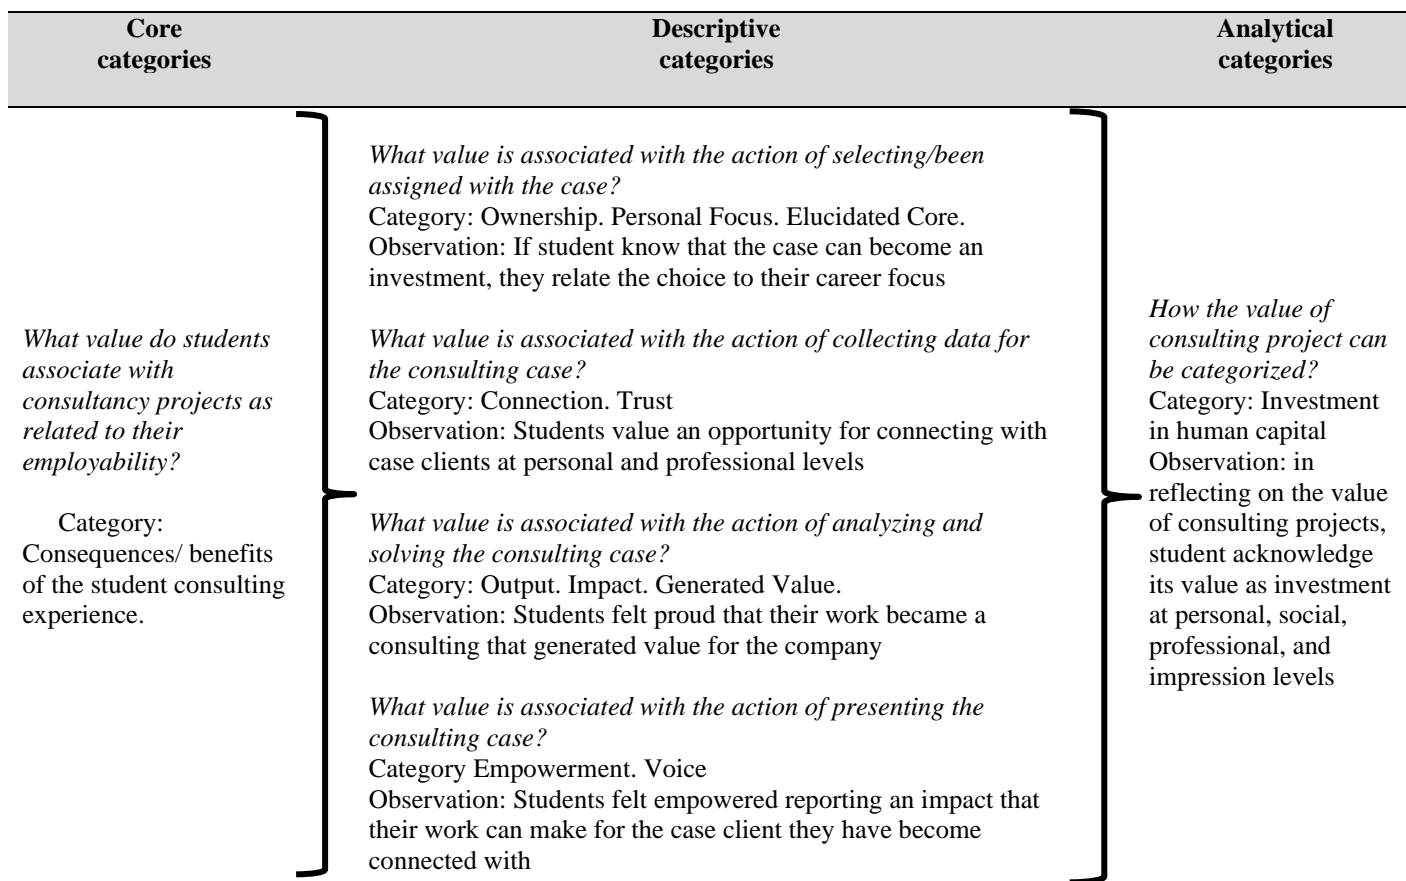 Core
categories
Descriptive
categories
Analytical
categories
What value do students
associate with
consultancy projects as
related to their
employability?
Category:
Consequences/ benefits
of the student consulting
experience.
What value is associated with the action of selecting/been
assigned with the case?
Category: Ownership. Personal Focus. Elucidated Core.
Observation: If student know that the case can become an
investment, they relate the choice to their career focus
What value is associated with the action of collecting data for
the consulting case?
Category: Connection. Trust
Observation: Students value an opportunity for connecting with
case clients at personal and professional levels
What value is associated with the action of analyzing and
solving the consulting case?
Category: Output. Impact. Generated Value.
Observation: Students felt proud that their work became a
consulting that generated value for the company
What value is associated with the action of presenting the
consulting case?
Category Empowerment. Voice
Observation: Students felt empowered reporting an impact that
their work can make for the case client they have become
connected with
How the value of
consulting project can
be categorized?
Category: Investment
in human capital
Observation: in
reflecting on the value
of consulting projects,
student acknowledge
its value as investment
at personal, social,
professional, and
impression levels